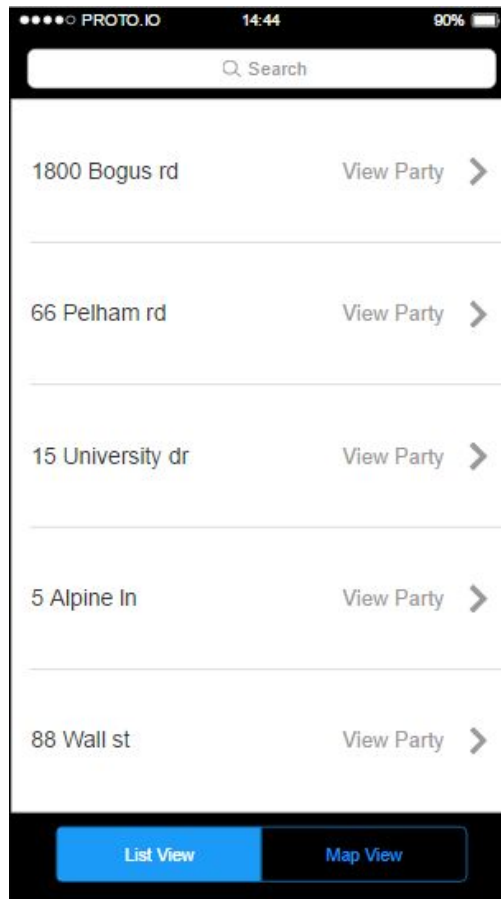 PROTO.IO 14:44 90%
Search
1800 Bogus rd View Party
66 Pelham rd View Party
15 University dr View Party
5 Alpine ln View Party
88 Wall st View Party
List View Map View